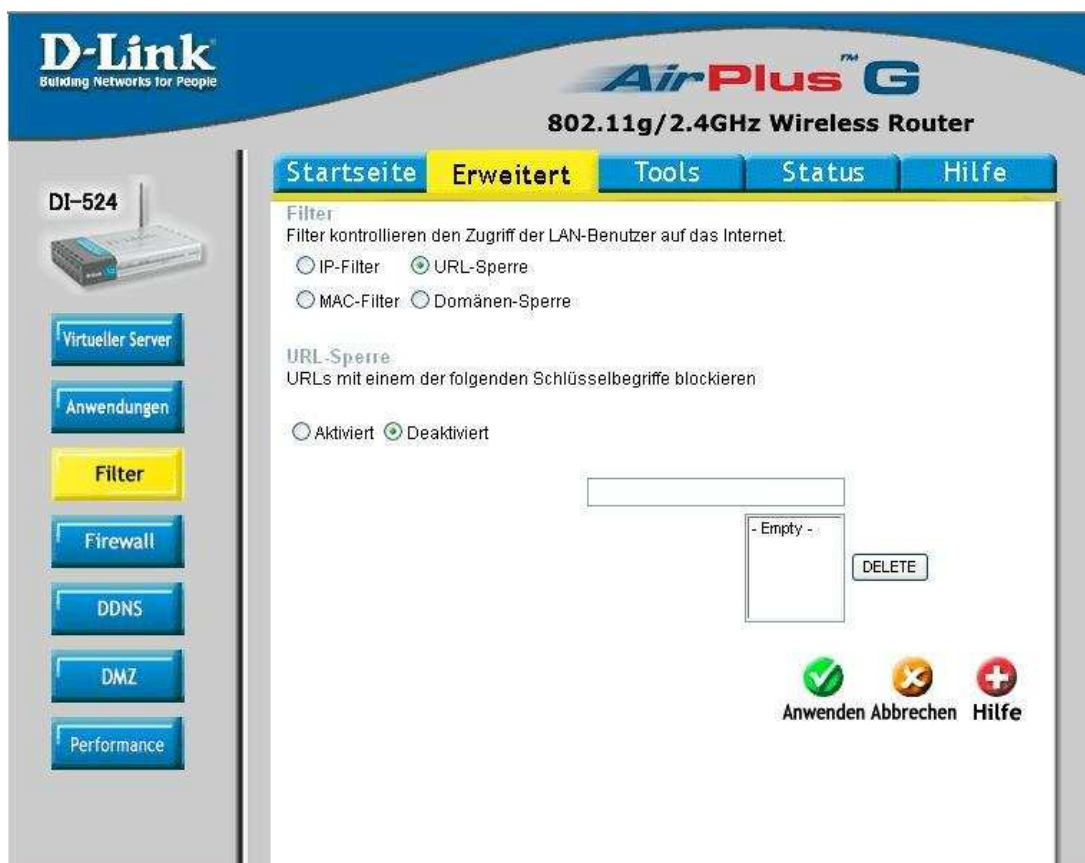 D-Link
Building Networks for People
AirPlus™ G
802.11g/2.4GHz Wireless Router
DI-524
Startseite Erweitert Tools Status Hilfe
Virtueller Server
Anwendungen
Filter
Firewall
DDNS
DMZ
Performance
Filter
Filter kontrollieren den Zugriff der LAN-Benutzer auf das Internet.
IP-Filter URL-Sperre
MAC-Filter Domänen-Sperre
URL-Sperre
URLs mit einem der folgenden Schlüsselbegriffe blockieren
Aktiviert Deaktiviert
- Empty -
DELETE
Anwenden Abbrechen Hilfe